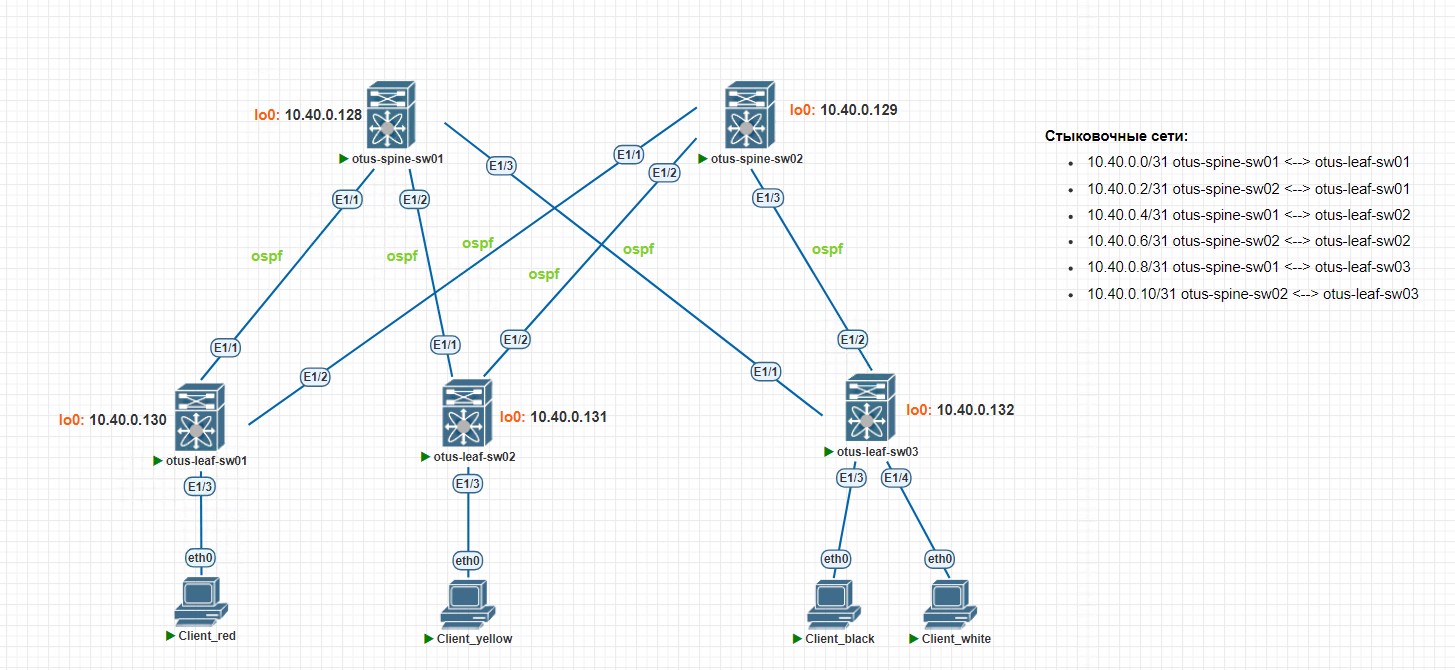 lo0: 10.40.0.128
otus-spine-sw01
lo0: 10.40.0.129
otus-spine-sw02
Стыковочные сети:
10.40.0.0/31 otus-spine-sw01 <--> otus-leaf-sw01
10.40.0.2/31 otus-spine-sw02 <--> otus-leaf-sw01
10.40.0.4/31 otus-spine-sw01 <--> otus-leaf-sw02
10.40.0.6/31 otus-spine-sw02 <--> otus-leaf-sw02
10.40.0.8/31 otus-spine-sw01 <--> otus-leaf-sw03
10.40.0.10/31 otus-spine-sw02 <--> otus-leaf-sw03
E1/3
E1/1
E1/2
E1/1
E1/2
E1/3
ospf
ospf
ospf
ospf
ospf
ospf
E1/1
E1/2
E1/1
E1/2
E1/1
E1/2
lo0: 10.40.0.130
otus-leaf-sw01
lo0: 10.40.0.131
otus-leaf-sw02
lo0: 10.40.0.132
otus-leaf-sw03
E1/3
E1/3
E1/3
E1/4
eth0
eth0
eth0
eth0
Client_red
Client_yellow
Client_black
Client_white